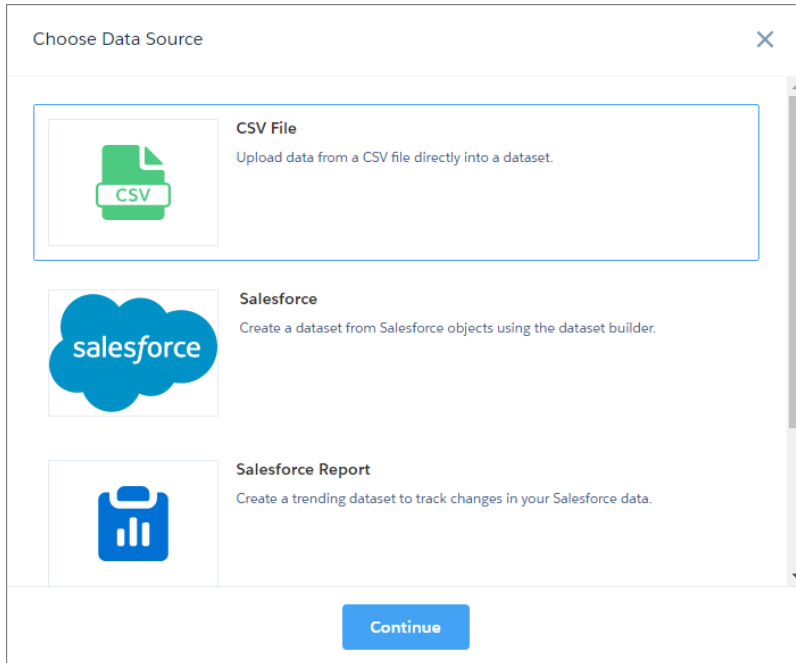 Choose Data Source
CSV File
Upload data from a CSV file directly into a dataset.
CSV
Salesforce
Create a dataset from Salesforce objects using the dataset builder.
salesforce
Salesforce Report
Create a trending dataset to track changes in your Salesforce data.
Continue